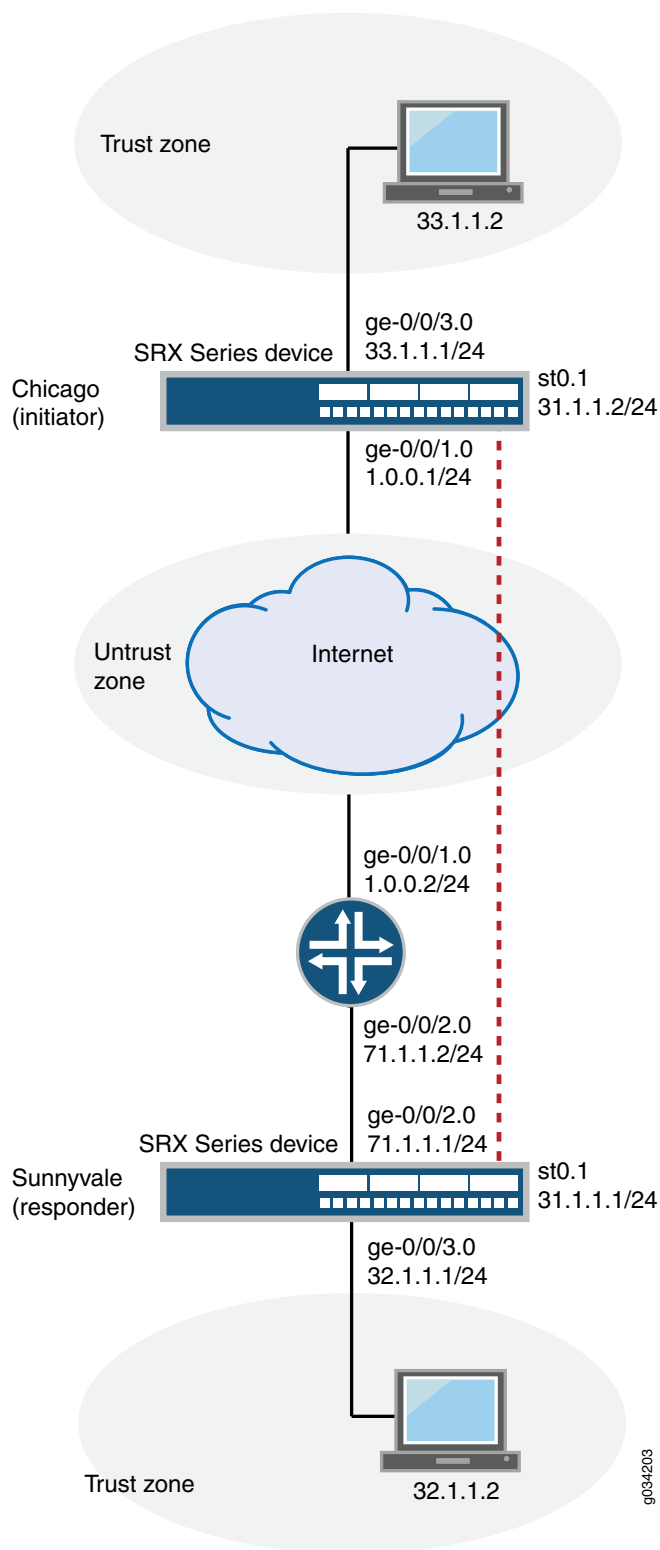 Trust zone
33.1.1.2
ge-0/0/3.0
33.1.1.1/24
SRX Series device
st0.1
31.1.1.2/24
Chicago
(initiator)
ge-0/0/1.0
1.0.0.1/24
Untrust
zone
Internet
ge-0/0/1.0
1.0.0.2/24
ge-0/0/2.0
71.1.1.2/24
ge-0/0/2.0
71.1.1.1/24
SRX Series device
st0.1
31.1.1.1/24
Sunnyvale
(responder)
ge-0/0/3.0
32.1.1.1/24
Trust zone
32.1.1.2
g034203